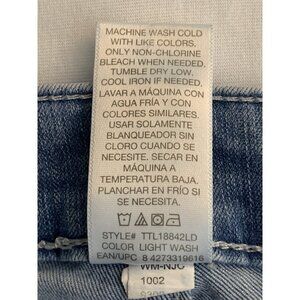 MACHINE WASH COLD
WITH LIKE COLORS.
ONLY NON-CHLORINE
BLEACH WHEN NEEDED.
TUMBLE DRY LOW.
COOL IRON IF NEEDED.
LAVAR A MÁQUINA CON
AGUA FRÍA Y CON
COLORES SIMILARES.
USAR SOLAMENTE
BLANQUEADOR SIN
CLORO CUANDO SE
NECESITE. SECAR EN
MÁQUINA A
TEMPERATURA BAJA.
PLANCHAR EN FRÍO SI
SE NECESITA.
STYLE# TTL18842LD
COLOR LIGHT WASH
EAN/UPC 8 4273319616
WM-NJC
1002